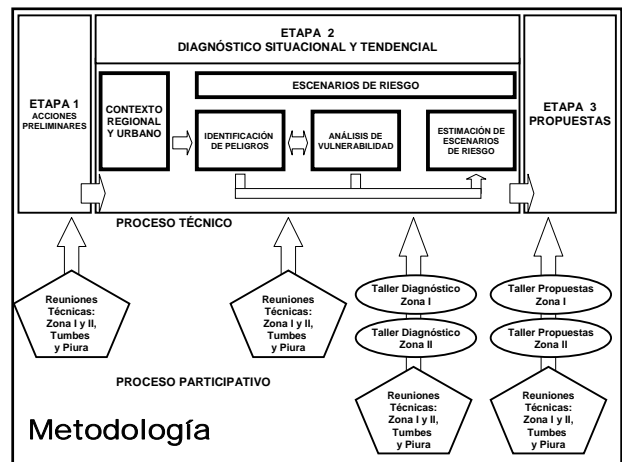 ETAPA 2
DIAGNÓSTICO SITUACIONAL Y TENDENCIAL
ETAPA 1
ACCIONES
PRELIMINARES
CONTEXTO
REGIONAL
Y URBANO
ESCENARIOS DE RIESGO
IDENTIFICACIÓN
DE PELIGROS
ANÁLISIS DE
VULNERABILIDAD
ESTIMACIÓN DE
ESCENARIOS
DE RIESGO
ETAPA 3
PROPUESTAS
PROCESO TÉCNICO
Reuniones
Técnicas:
Zona I y II,
Tumbes
y Piura
Reuniones
Técnicas:
Zona I y II,
Tumbes
y Piura
Taller Diagnóstico
Zona I
Taller Diagnóstico
Zona II
Reuniones
Técnicas:
Zona I y II,
Tumbes
y Piura
Taller Propuestas
Zona I
Taller Propuestas
Zona II
Reuniones
Técnicas:
Zona I y II,
Tumbes
y Piura
PROCESO PARTICIPATIVO
Metodología